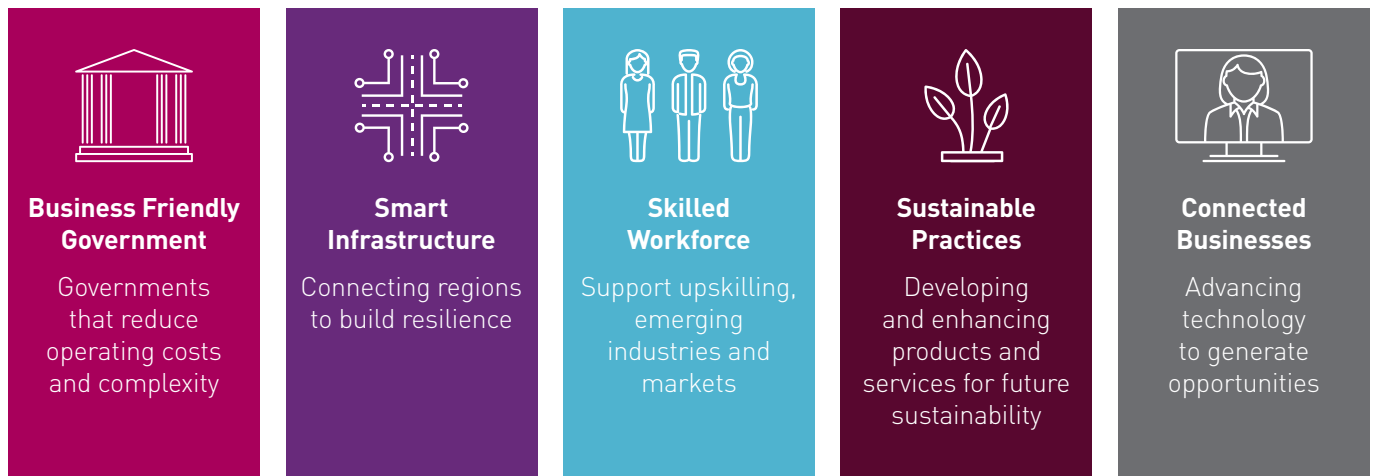 Business Friendly
Government
Governments
that reduce
operating costs
and complexity
Smart
Infrastructure
Connecting regions
to build resilience
Skilled
Workforce
Support upskilling,
emerging
industries and
markets
Sustainable
Practices
Developing
and enhancing
products and
services for future
sustainability
Connected
Businesses
Advancing
technology
to generate
opportunities